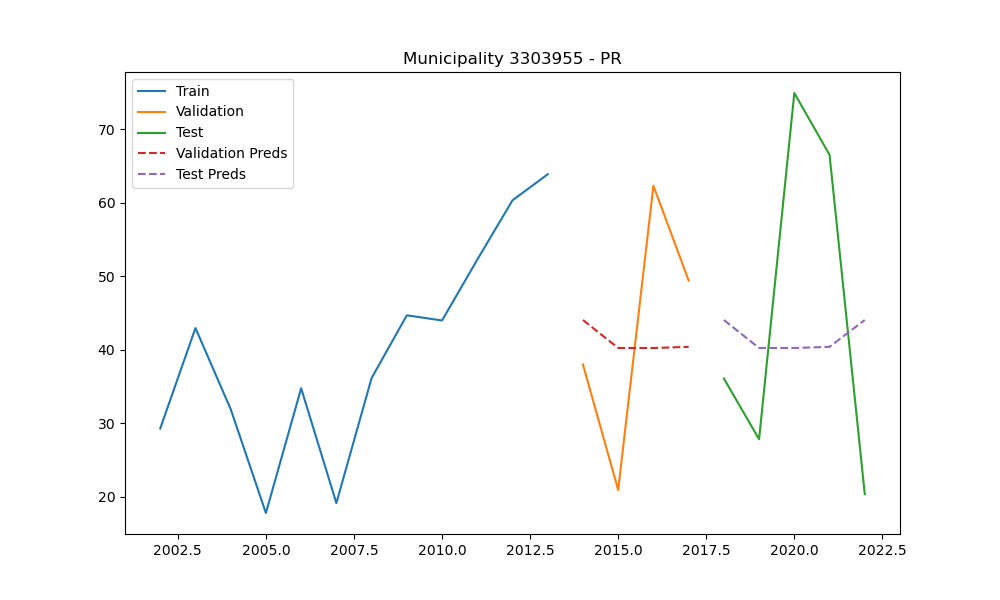 Municipality 3303955 - PR
Train
Validation
Test
Validation Preds
Test Preds
70
60
50
40
30
20
2002.5 2005.0 2007.5 2010.0 2012.5 2015.0 2017.5 2020.0 2022.5